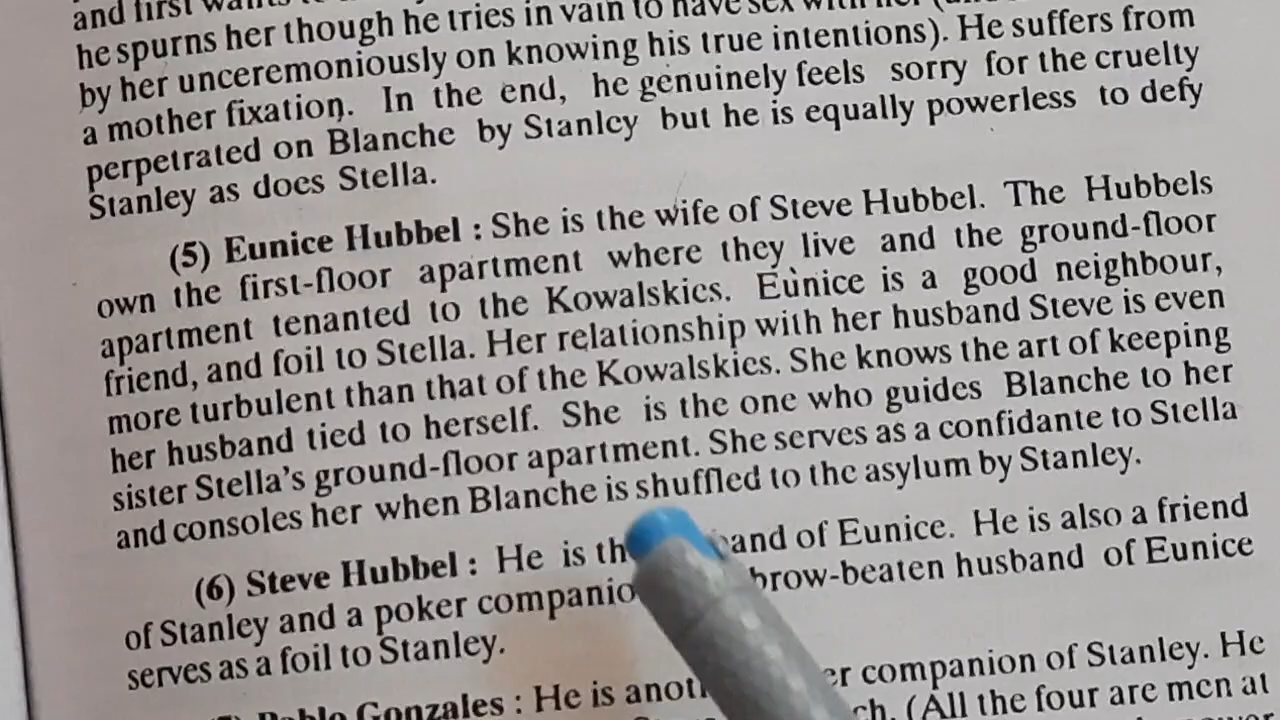 and first wants to have sex with her
he spurns her though he tries in vain to have sex with her
by her unceremoniously on knowing his true intentions). He suffers from
a mother fixation. In the end, he genuinely feels sorry for the cruelty
perpetrated on Blanche by Stanley but he is equally powerless to defy
Stanley as does Stella.
(5) Eunice Hubbel : She is the wife of Steve Hubbel. The Hubbels
own the first-floor apartment where they live and the ground-floor
apartment tenanted to the Kowalskies. Eunice is a good neighbour,
friend, and foil to Stella. Her relationship with her husband Steve is even
more turbulent than that of the Kowalskies. She knows the art of keeping
her husband tied to herself. She is the one who guides Blanche to her
sister Stella's ground-floor apartment. She serves as a confidante to Stella
and consoles her when Blanche is shuffled to the asylum by Stanley.
(6) Steve Hubbel : He is the band of Eunice. He is also a friend
of Stanley and a poker brow-beaten husband of Eunice
serves as a foil to Stanley.
Pablo Gonzales : He is companion of Stanley. He
(All the four are men at